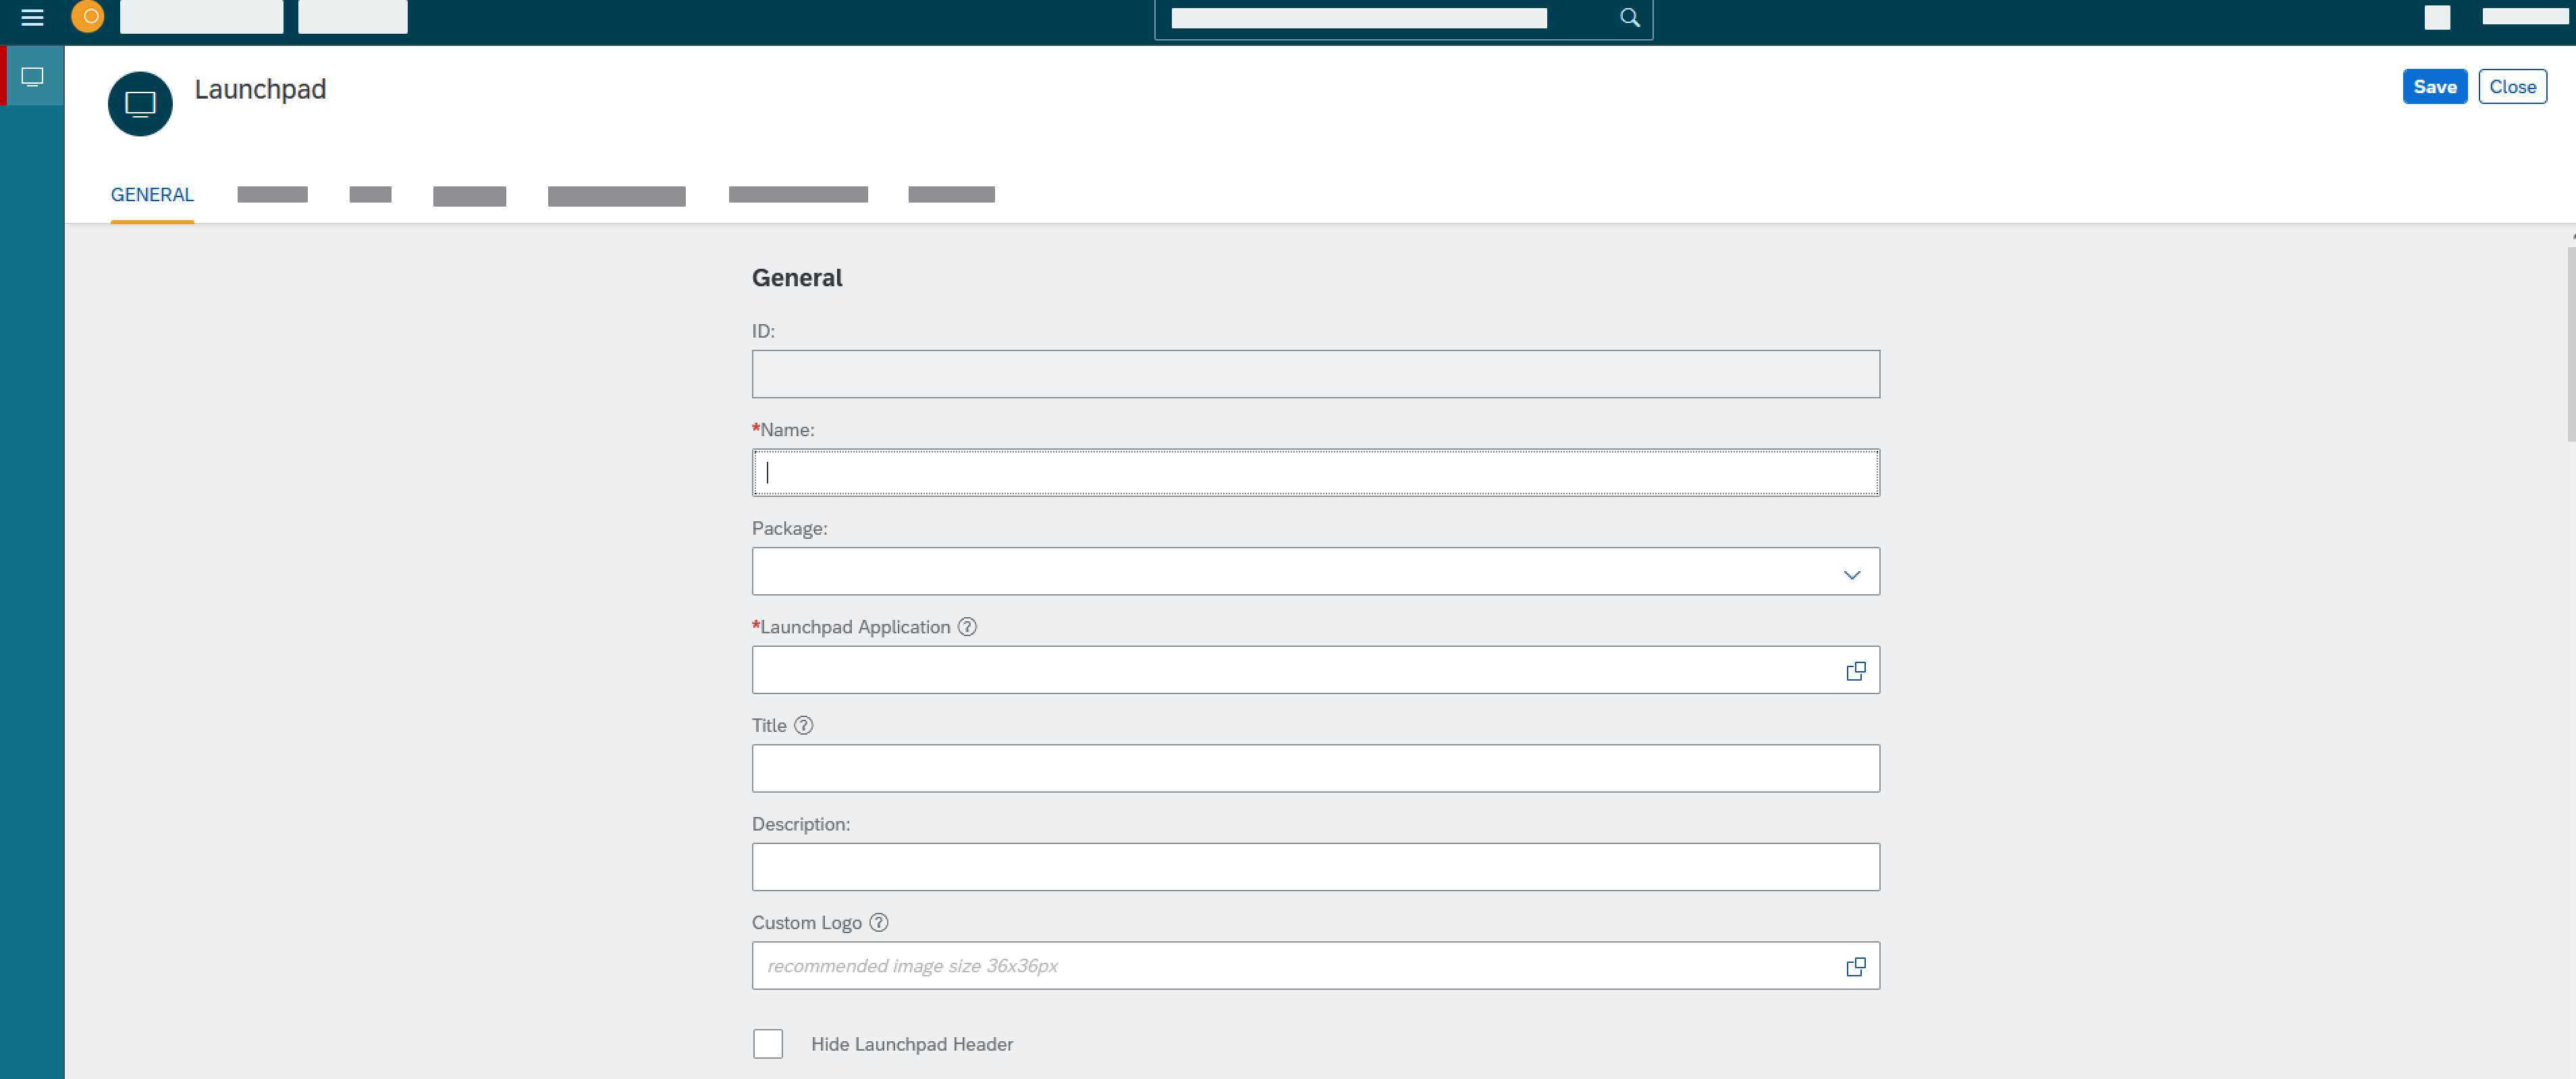 Launchpad
Save
Close
GENERAL
General
ID:
*Name:
Package:
*Launchpad Application
Title
Description:
Custom Logo
recommended image size 36x36px
Hide Launchpad Header